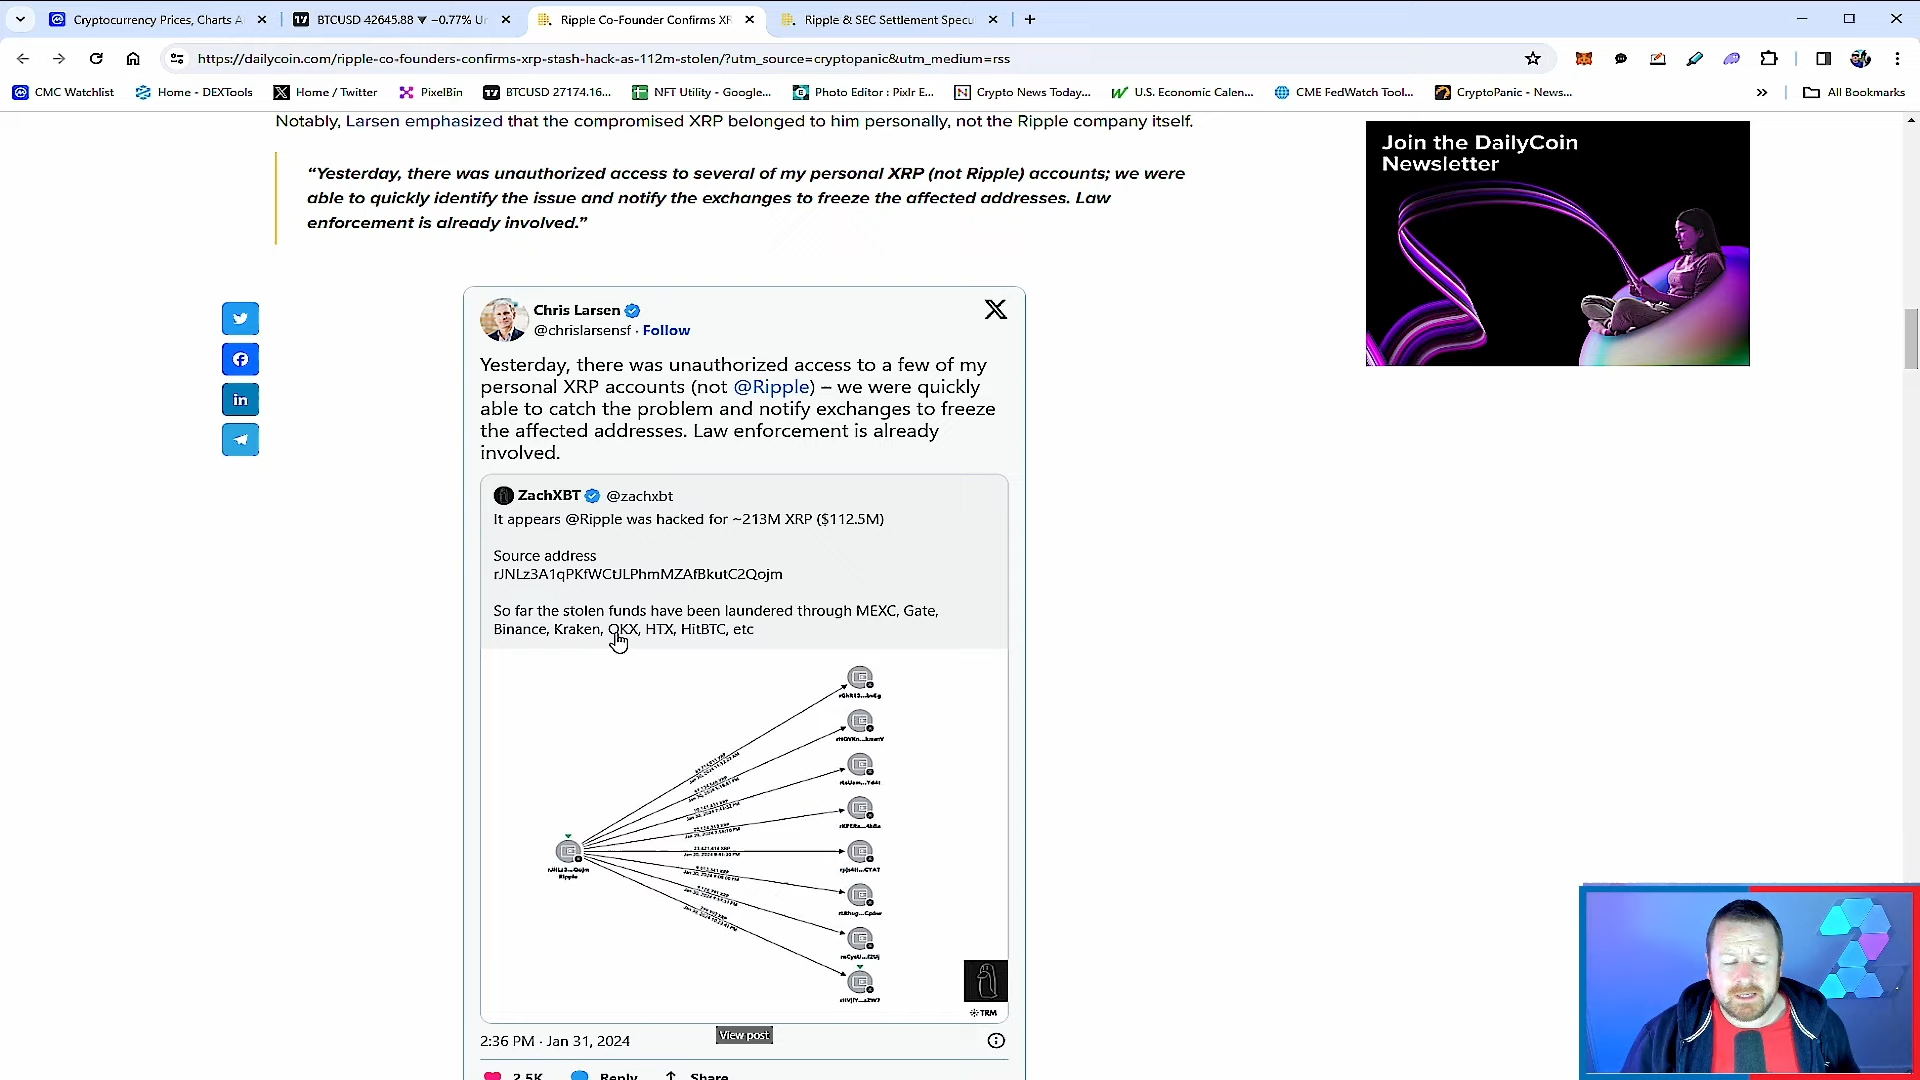 Cryptocurrency Prices, Charts A
BTCUSD 42645.88 ▼ −0.77% Ur
Ripple Co-Founder Confirms XR
Ripple & SEC Settlement Specu
https://dailycoin.com/ripple-co-founders-confirms-xrp-stash-hack-as-112m-stolen/?utm_source=cryptopanic&utm_medium=rss
CMC Watchlist
Home - DEXTools
Home / Twitter
PixelBin
BTCUSD 27174.16...
NFT Utility - Google...
Photo Editor : Pixlr E...
Crypto News Today...
U.S. Economic Calen...
CME FedWatch Tool...
CryptoPanic - News...
All Bookmarks
Notably, Larsen emphasized that the compromised XRP belonged to him personally, not the Ripple company itself.
“Yesterday, there was unauthorized access to several of my personal XRP (not Ripple) accounts; we were
able to quickly identify the issue and notify the exchanges to freeze the affected addresses. Law
enforcement is already involved.”
Join the DailyCoin
Newsletter
Chris Larsen
@chrislarsensf · Follow
Yesterday, there was unauthorized access to a few of my
personal XRP accounts (not @Ripple) – we were quickly
able to catch the problem and notify exchanges to freeze
the affected addresses. Law enforcement is already
involved.
ZachXBT @zachxbt
It appears @Ripple was hacked for ~213M XRP ($112.5M)
Source address
rJNLz3A1qPKfWCtJLPhmMZAfBkutC2Qojm
So far the stolen funds have been laundered through MEXC, Gate,
Binance, Kraken, OKX, HTX, HitBTC, etc
Ripple
TRM
View post
2:36 PM · Jan 31, 2024
2.5K Reply Share